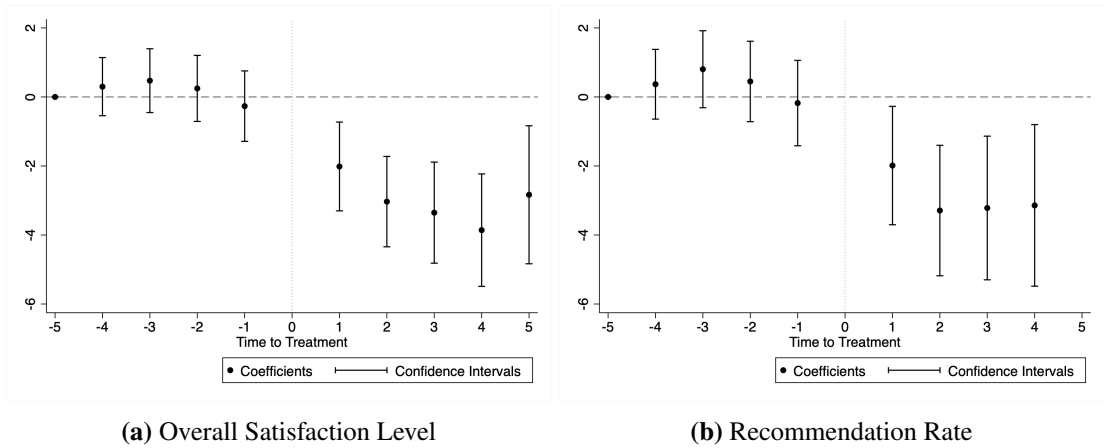 2
0
-2
-4
-6
-5 -4 -3 -2 -1 0 1 2 3 4 5
Time to Treatment
Coefficients Confidence Intervals
(a) Overall Satisfaction Level
2
0
-2
-4
-6
-5 -4 -3 -2 -1 0 1 2 3 4 5
Time to Treatment
Coefficients Confidence Intervals
(b) Recommendation Rate